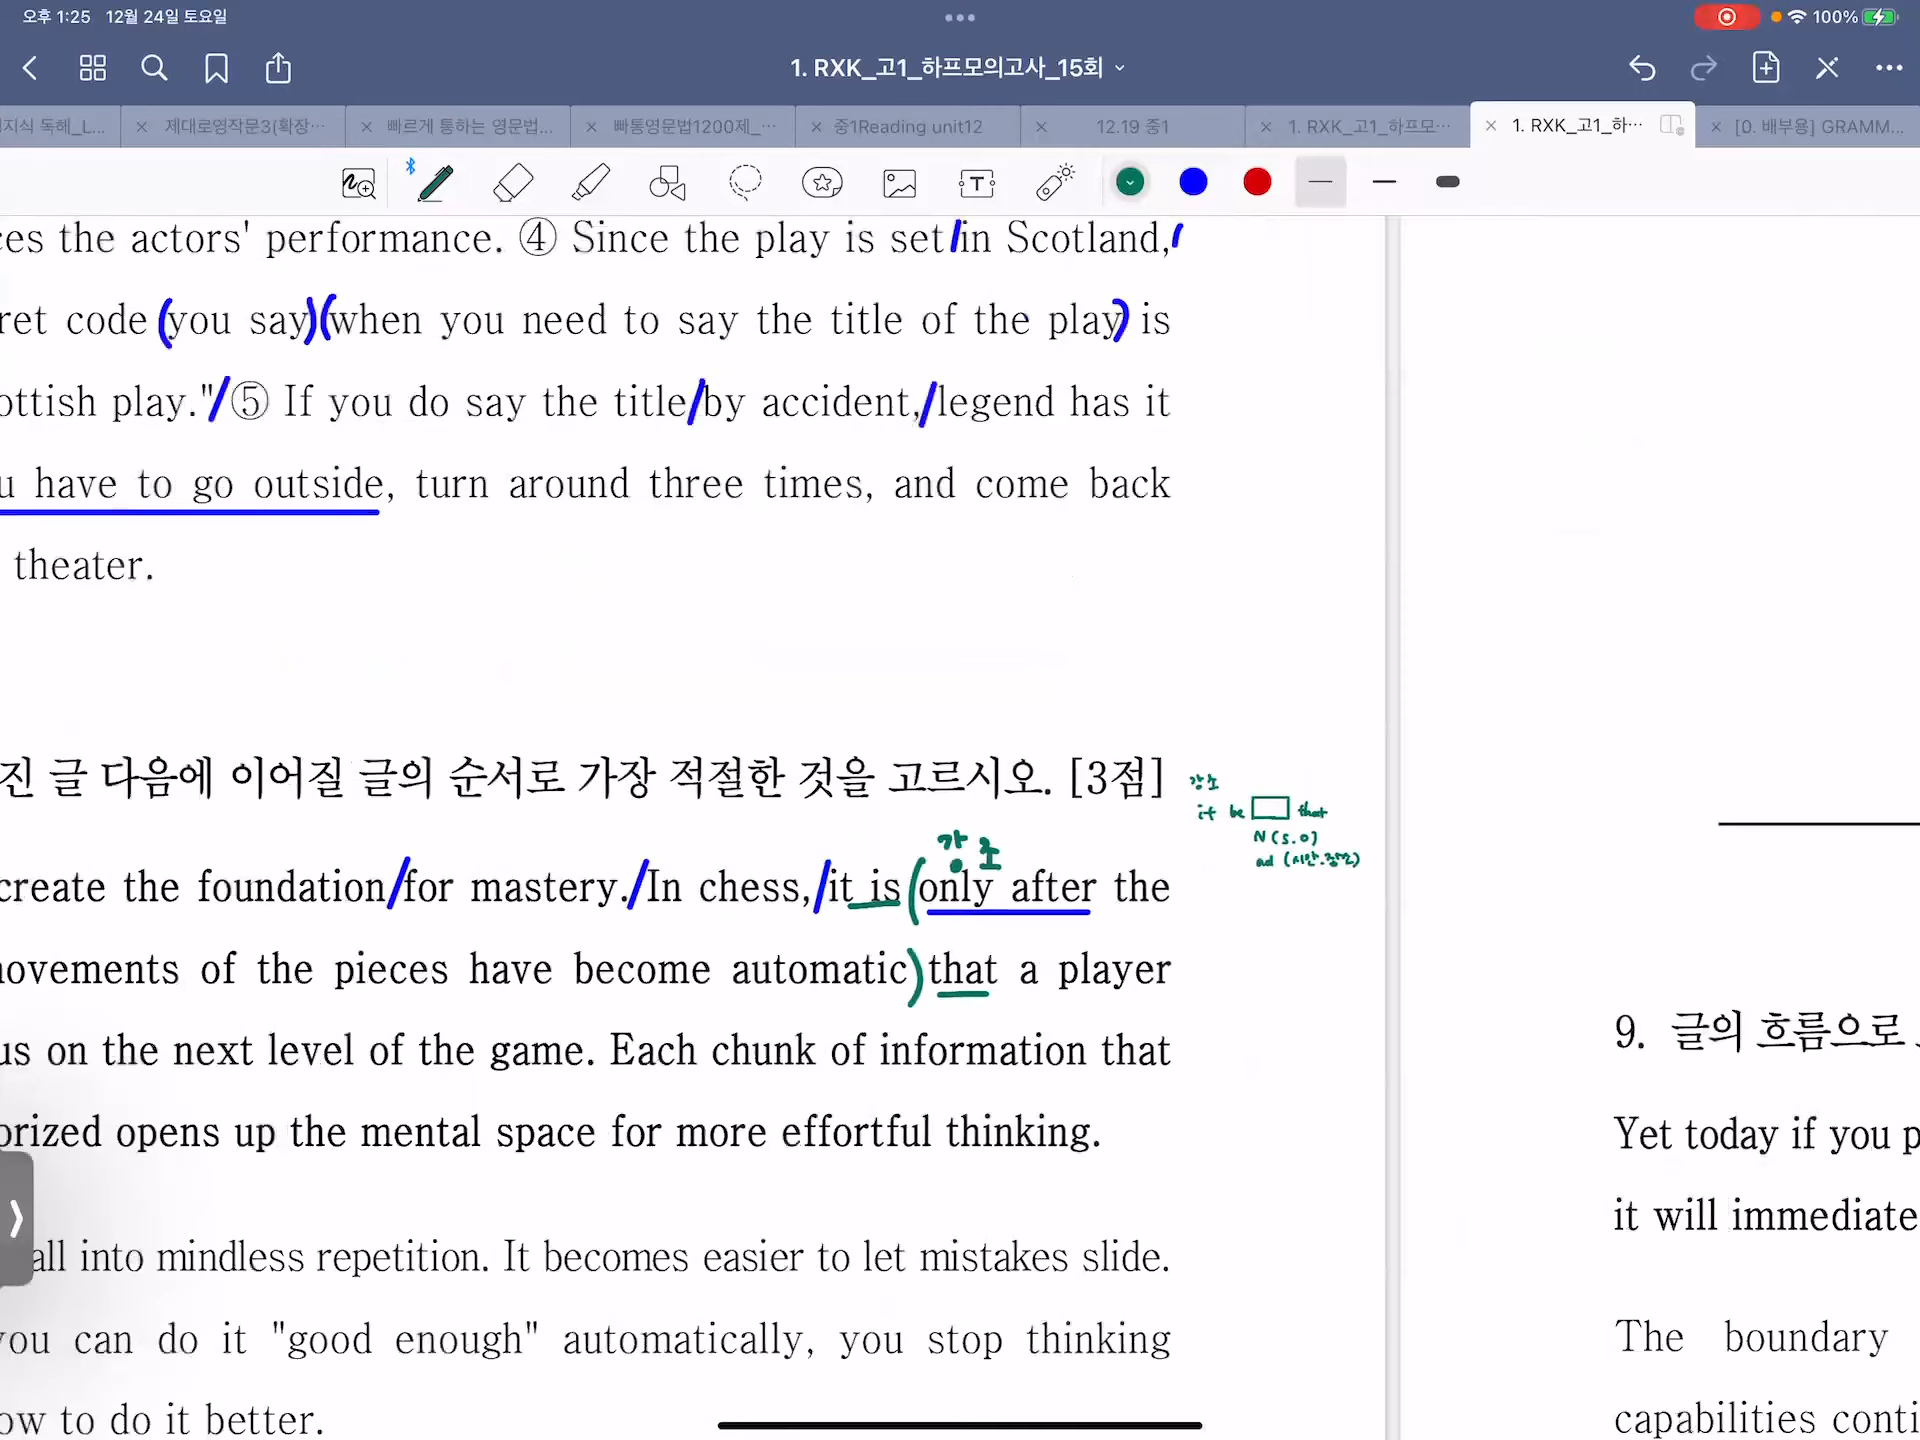 오후 1:25 12월 24일 토요일
100%
1. RXK_고1_하프모의고사_15회
지식 독해_L...
제대로영작문3(확장...
빠르게 통하는 영문법...
빠통영문법1200제_...
중1Reading unit12
12.19 중1
1. RXK_고1_하프모...
1. RXK_고1_하...
[0. 배부용] GRAMM...
ces the actors' performance. ④ Since the play is set/in Scotland,/
ret code (you say)(when you need to say the title of the play) is
ottish play."/⑤ If you do say the title/by accident,/legend has it
u have to go outside, turn around three times, and come back
theater.
진 글 다음에 이어질 글의 순서로 가장 적절한 것을 고르시오. [3점]
강조
it be that
N (s.o)
ad (시간.장소)
강조
create the foundation/for mastery./In chess,/it is (only after the
ovements of the pieces have become automatic) that a player
us on the next level of the game. Each chunk of information that
orized opens up the mental space for more effortful thinking.
all into mindless repetition. It becomes easier to let mistakes slide.
you can do it "good enough" automatically, you stop thinking
ow to do it better.
9. 글의 흐름으로
Yet today if you p
it will immediate
The boundary
capabilities conti